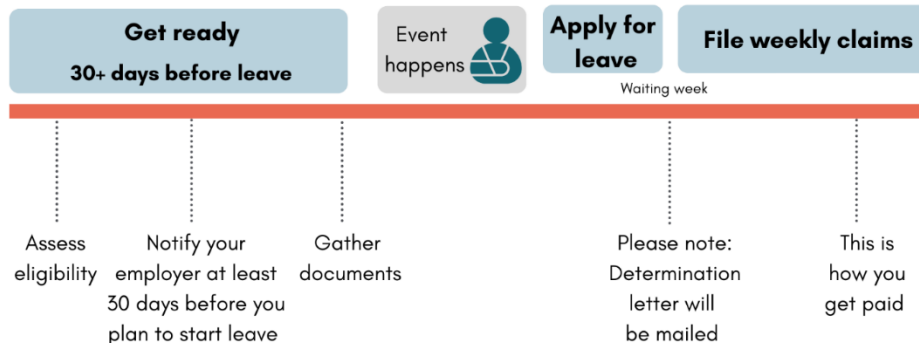 Get ready
30+ days before leave
Event
happens
Apply for
leave
File weekly claims
Waiting week
Assess
eligibility
Notify your
employer at least
30 days before you
plan to start leave
Gather
documents
Please note:
Determination
letter will
be mailed
This is
how you
get paid